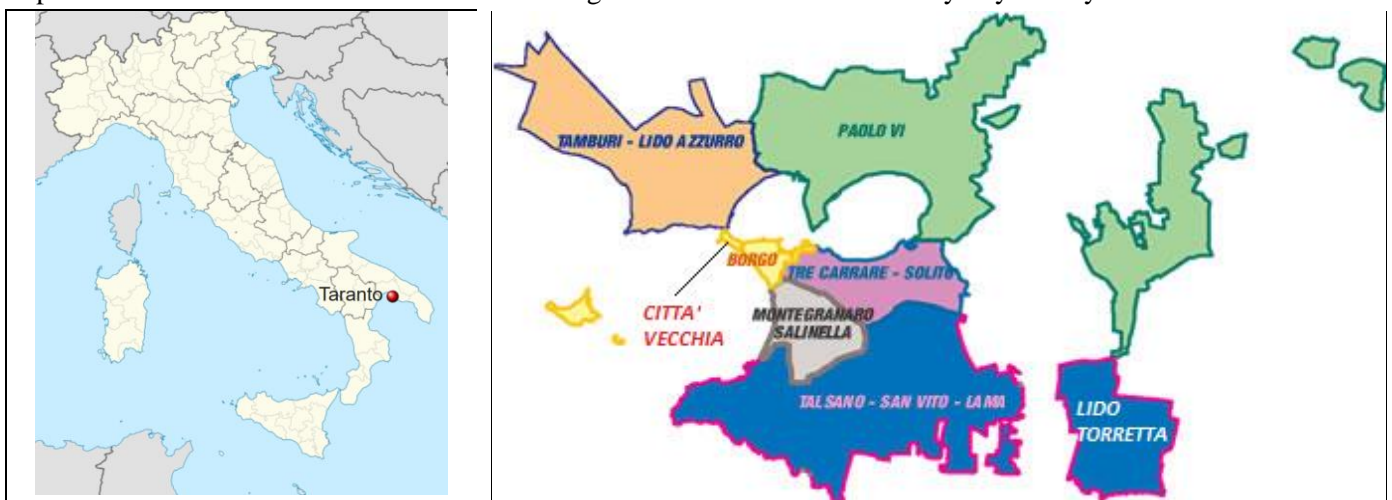 Taranto
TAMBURI - LIDO AZZURRO
PAOLO VI
BORGO
TRE CARRARE - SOLITO
CITTA'
VECCHIA
MONTEGRANARO
SALINELLA
TALSANO - SAN VITO - LAMA
LIDO
TORRETTA